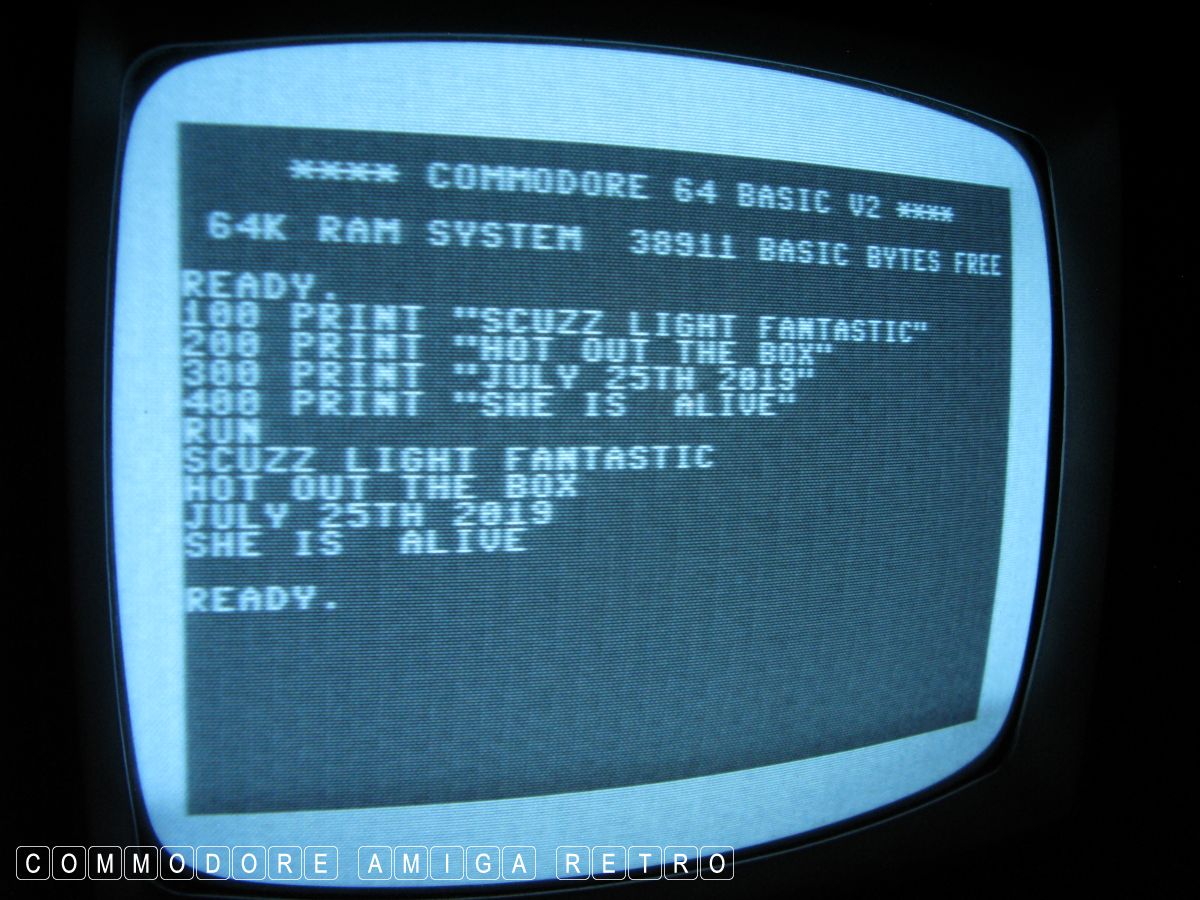 **** COMMODORE 64 BASIC V2 ****
64K RAM SYSTEM  38911 BASIC BYTES FREE
READY.
100 PRINT "SCUZZ LIGHT FANTASTIC"
200 PRINT "HOT OUT THE BOX"
300 PRINT "JULY 25TH 2019"
400 PRINT "SHE IS  ALIVE"
RUN
SCUZZ LIGHT FANTASTIC
HOT OUT THE BOX
JULY 25TH 2019
SHE IS  ALIVE
READY.
COMMODORE AMIGA RETRO